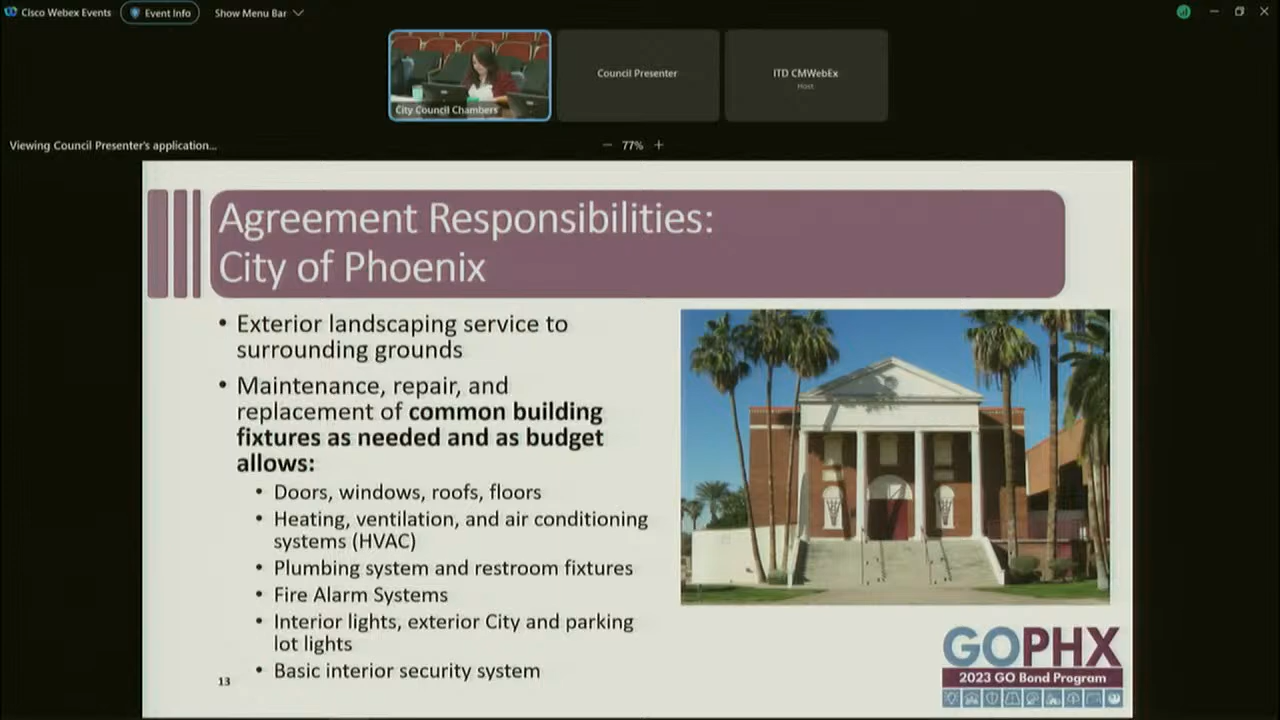 Cisco Webex Events
Event Info
Show Menu Bar
City Council Chambers
Council Presenter
ITD CMWebEx
Host
Viewing Council Presenter's application...
77%
Agreement Responsibilities:
City of Phoenix
• Exterior landscaping service to
surrounding grounds
• Maintenance, repair, and
replacement of common building
fixtures as needed and as budget
allows:
• Doors, windows, roofs, floors
• Heating, ventilation, and air conditioning
systems (HVAC)
• Plumbing system and restroom fixtures
• Fire Alarm Systems
• Interior lights, exterior City and parking
lot lights
• Basic interior security system
13
GOPHX
2023 GO Bond Program